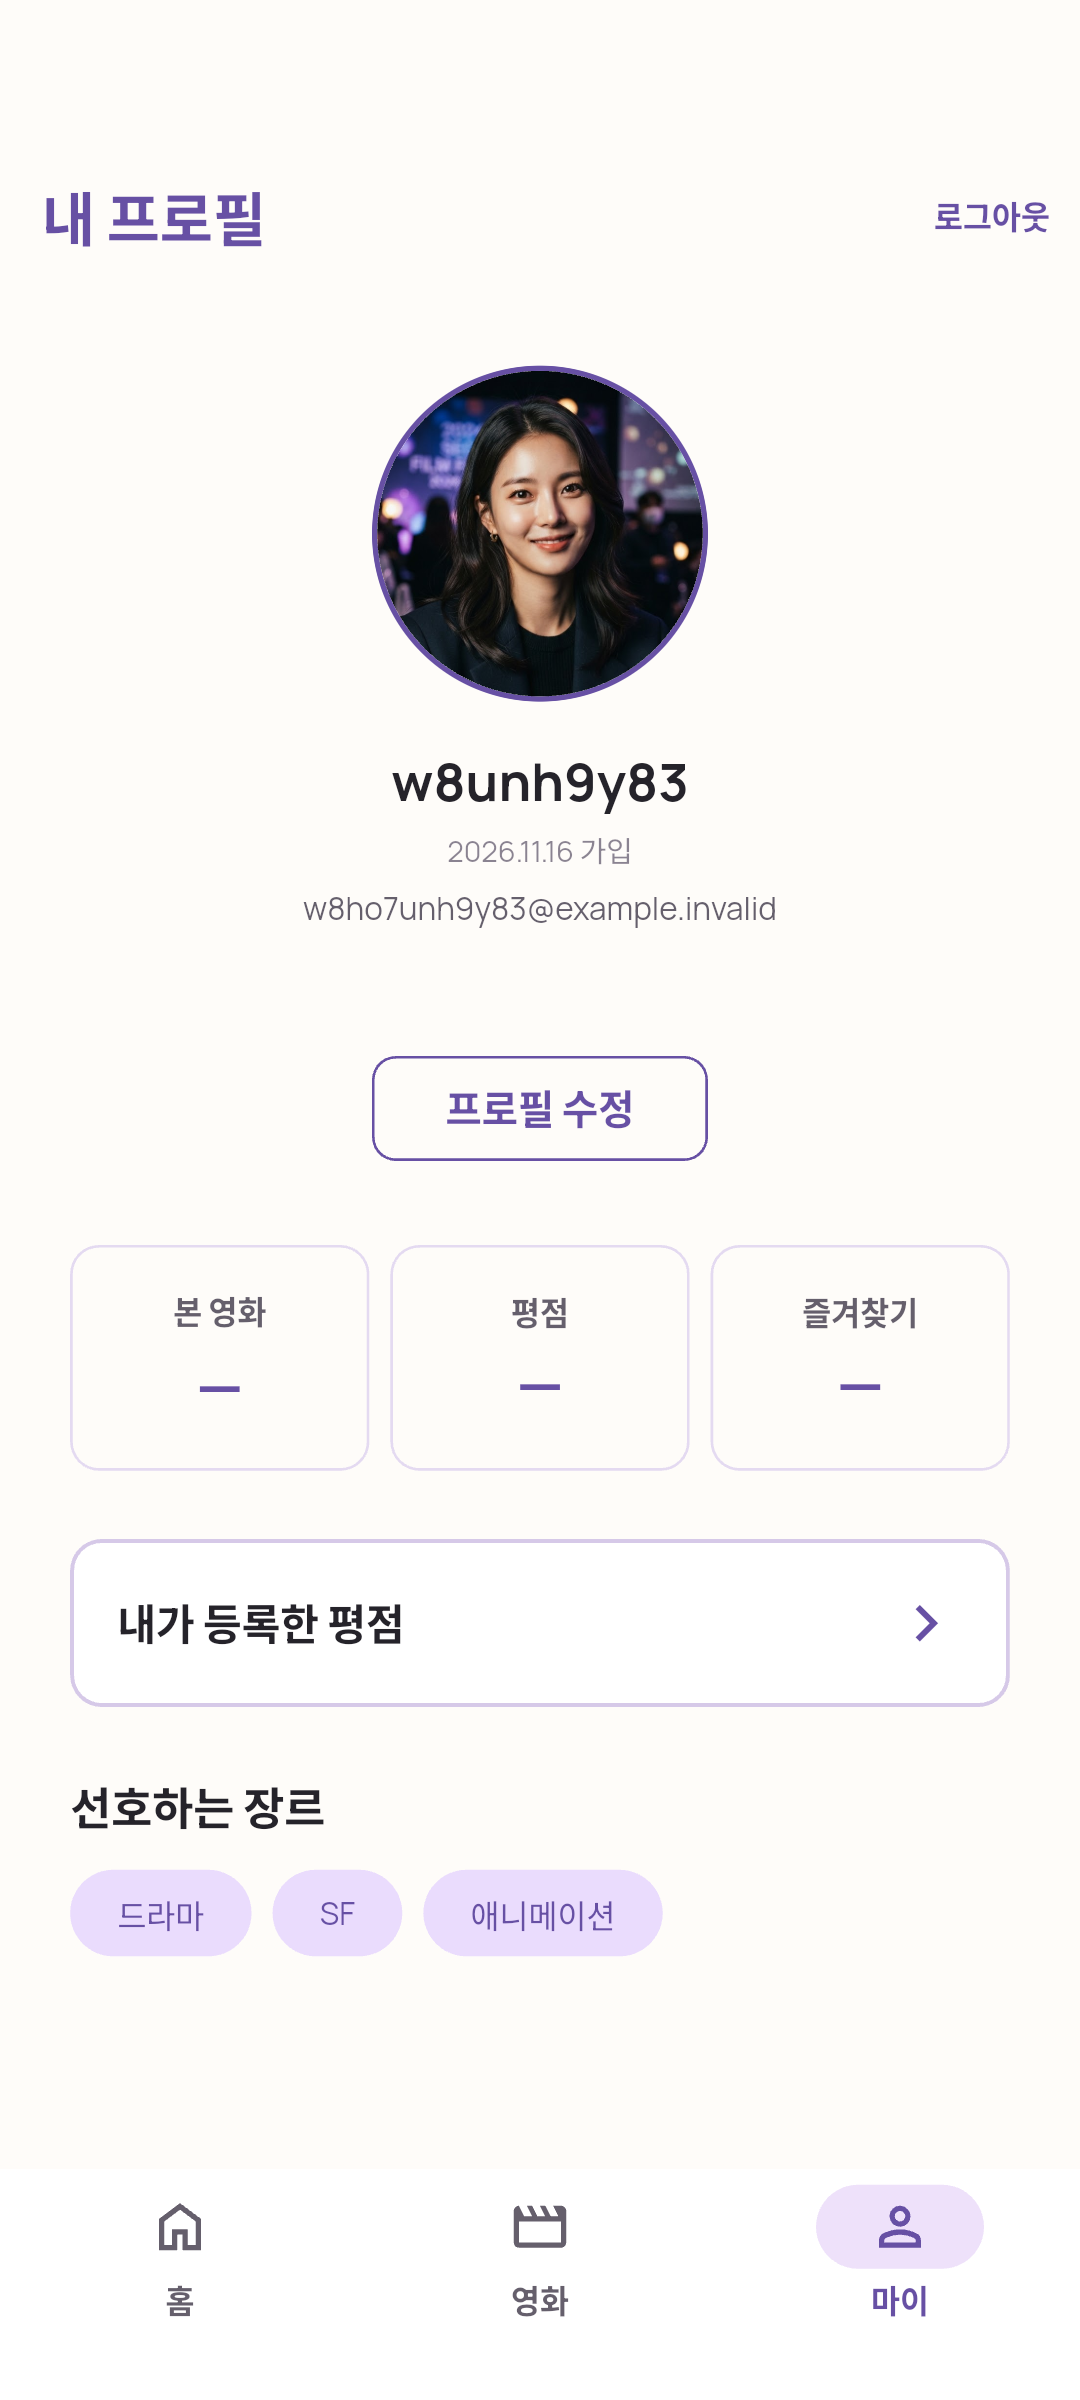 내 프로필
로그아웃
w8unh9y83
2026.11.16 가입
w8ho7unh9y83@example.invalid
프로필 수정
본 영화
—
평점
—
즐겨찾기
—
내가 등록한 평점
선호하는 장르
드라마
SF
애니메이션
홈
영화
마이